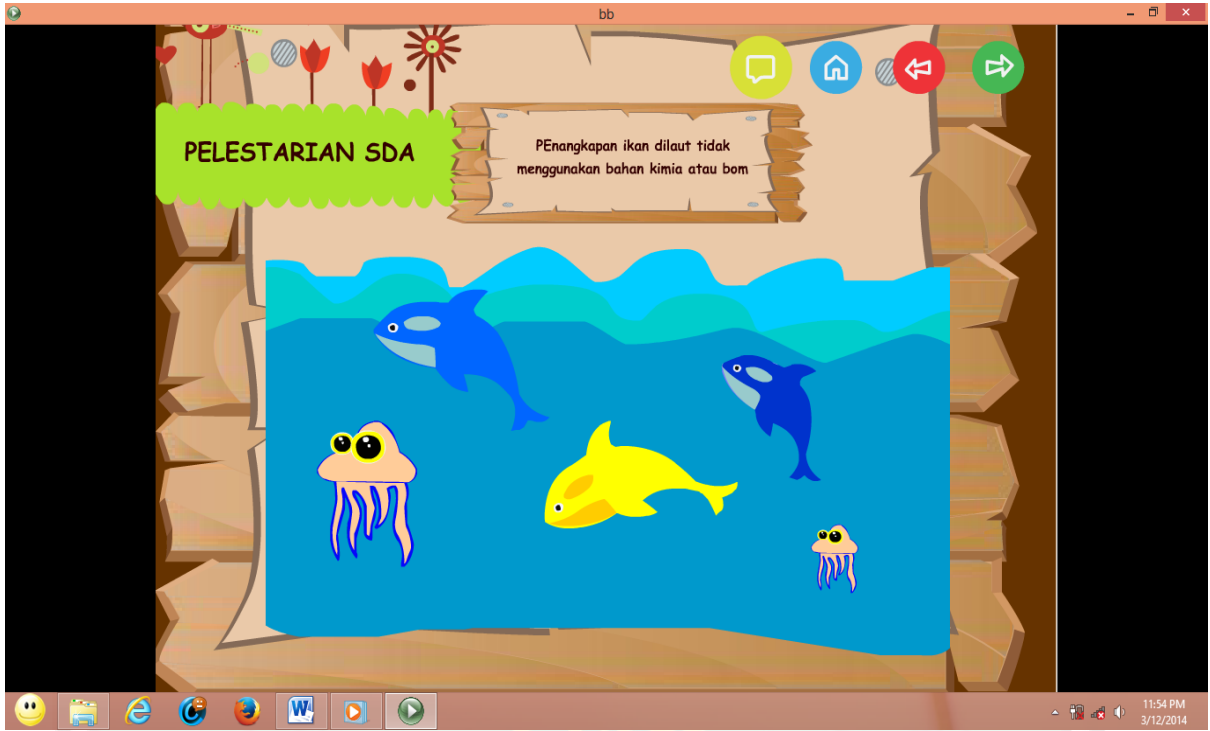 bb
PELESTARIAN SDA
PEnangkapan ikan dilaut tidak
menggunakan bahan kimia atau bom
11:54 PM
3/12/2014